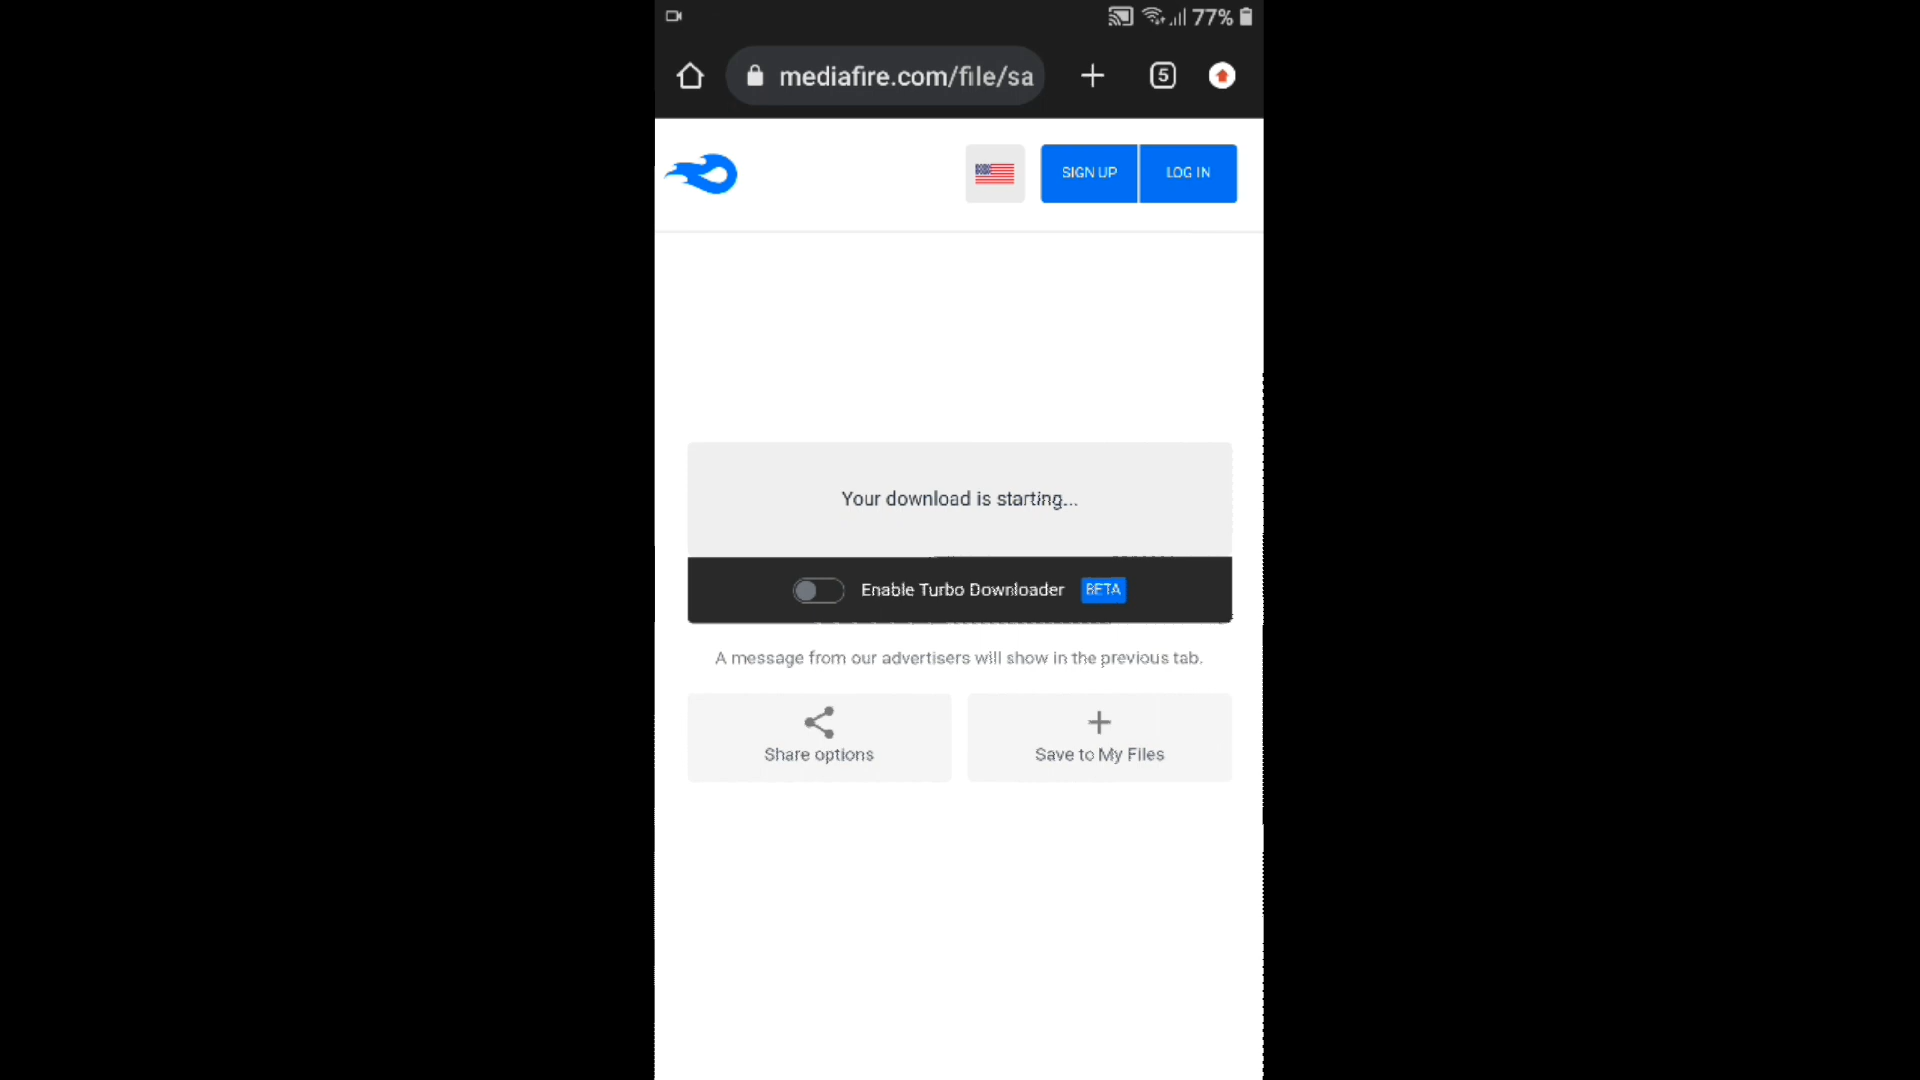 77%
mediafire.com/file/sa
5
SIGN UP
LOG IN
Your download is starting...
Enable Turbo Downloader BETA
A message from our advertisers will show in the previous tab.
Share options
Save to My Files